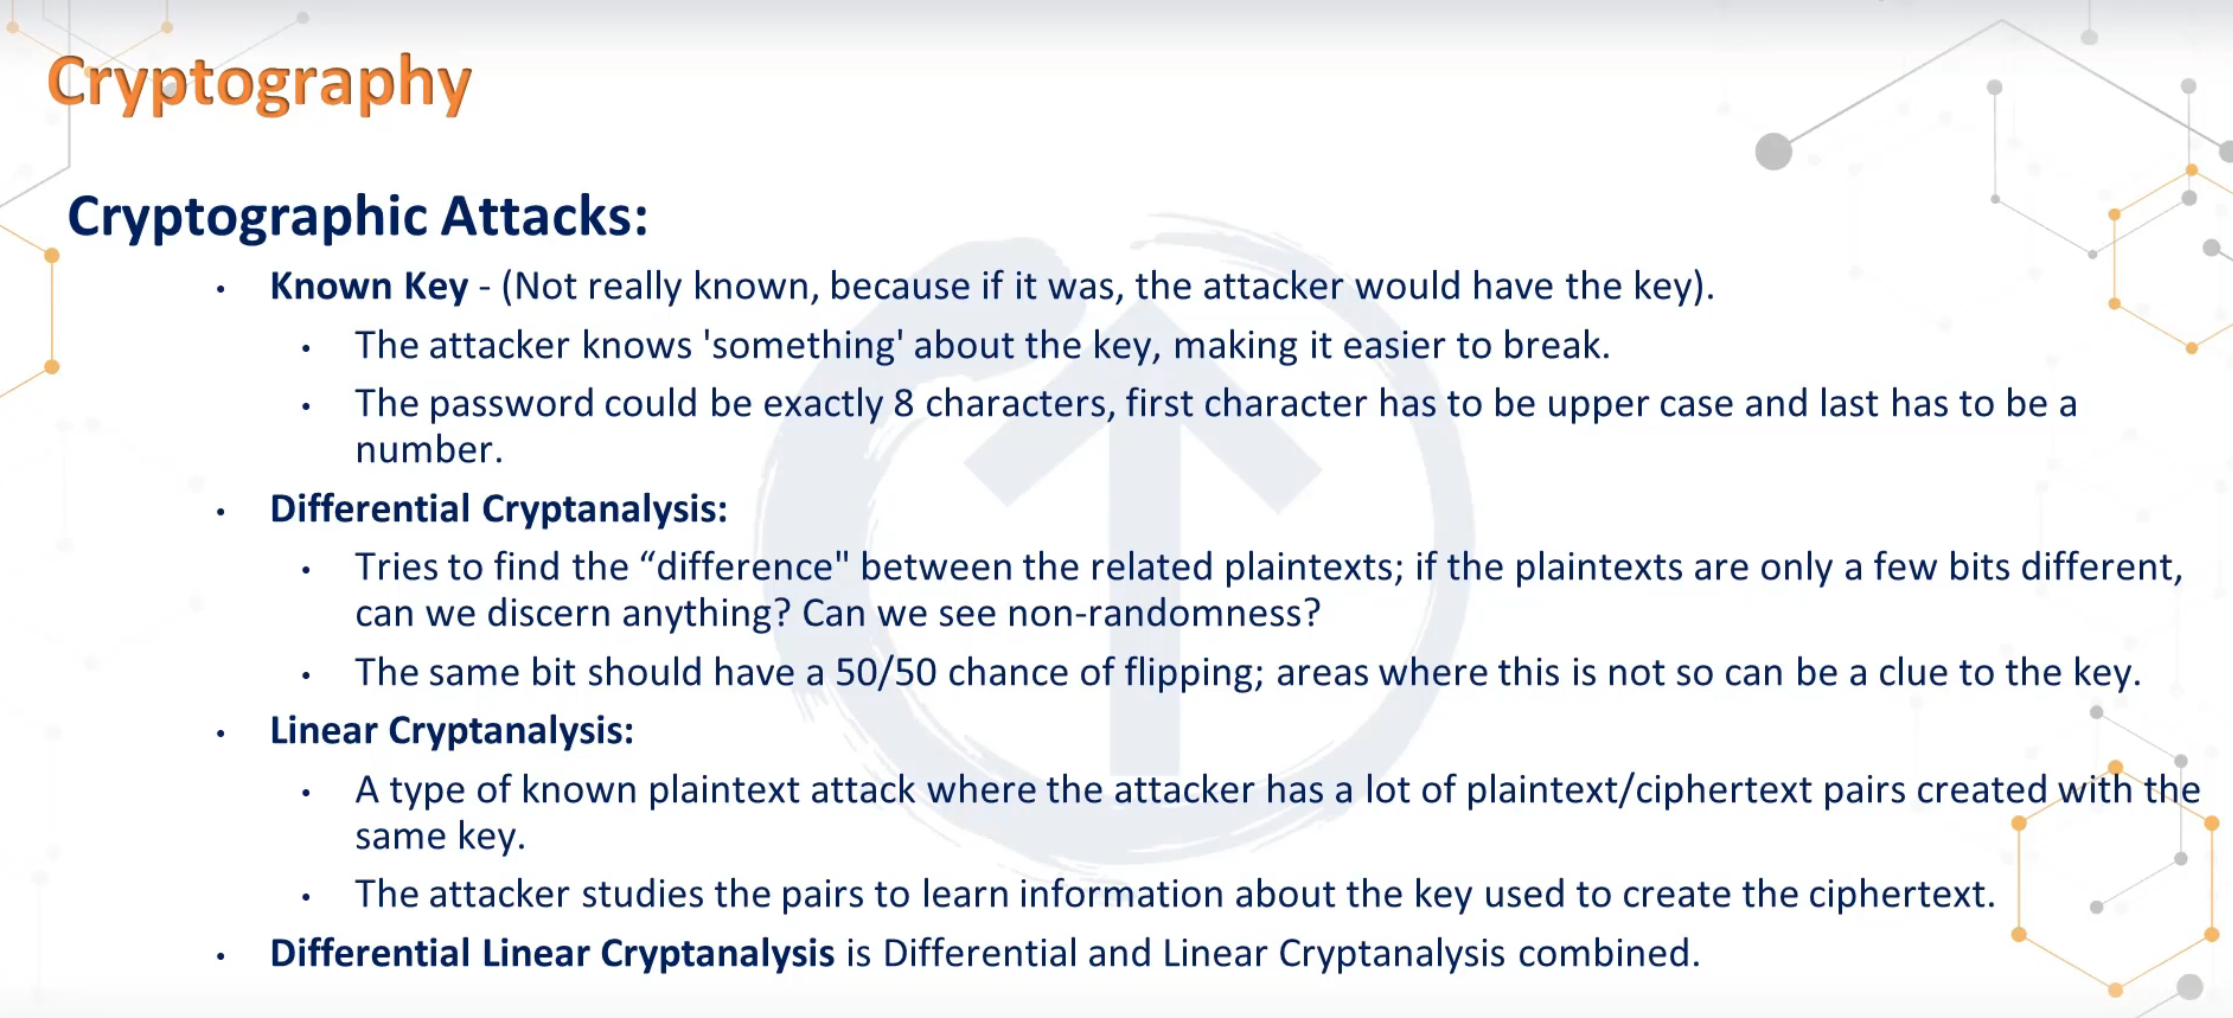 Cryptography
Cryptographic Attacks:
• Known Key - (Not really known, because if it was, the attacker would have the key).
• The attacker knows 'something' about the key, making it easier to break.
• The password could be exactly 8 characters, first character has to be upper case and last has to be a
number.
• Differential Cryptanalysis:
• Tries to find the “difference" between the related plaintexts; if the plaintexts are only a few bits different,
can we discern anything? Can we see non-randomness?
• The same bit should have a 50/50 chance of flipping; areas where this is not so can be a clue to the key.
• Linear Cryptanalysis:
• A type of known plaintext attack where the attacker has a lot of plaintext/ciphertext pairs created with the
same key.
• The attacker studies the pairs to learn information about the key used to create the ciphertext.
• Differential Linear Cryptanalysis is Differential and Linear Cryptanalysis combined.